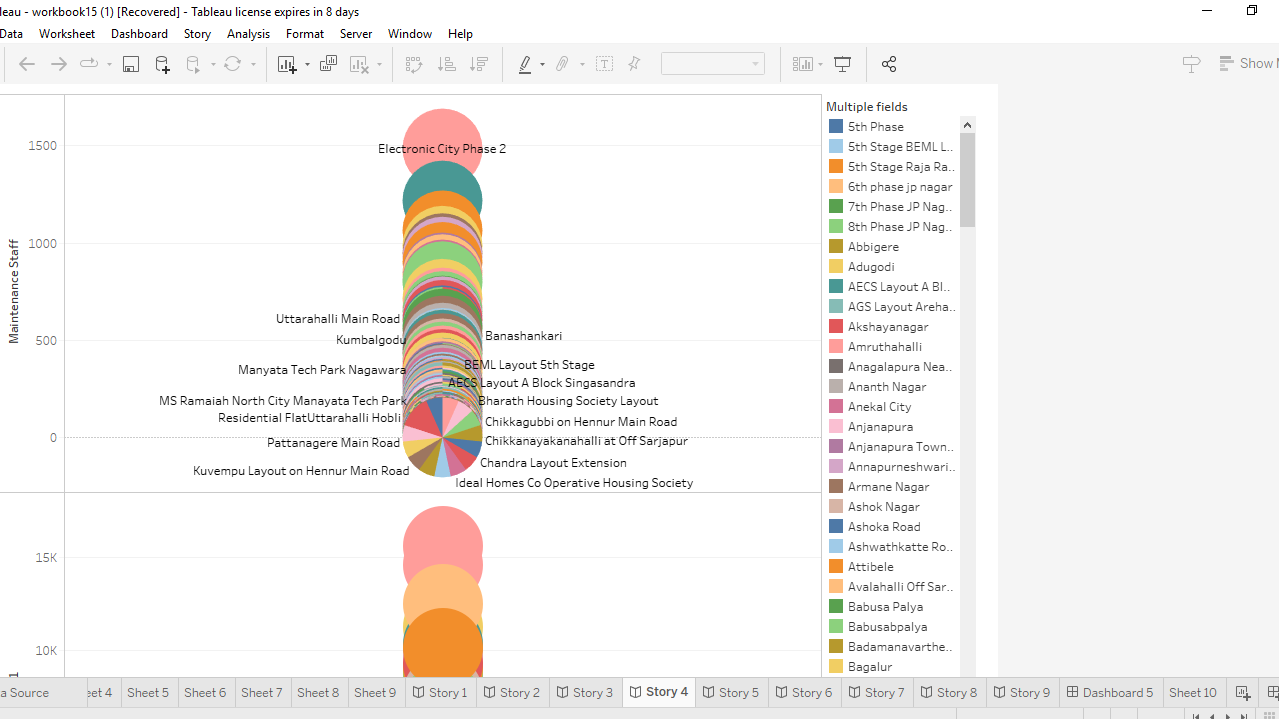 leau - workbook15 (1) [Recovered] - Tableau license expires in 8 days
Data Worksheet Dashboard Story Analysis Format Server Window Help
Show M
Maintenance Staff
1500
1000
500
0
15K
10K
Electronic City Phase 2
Uttarahalli Main Road
Banashankari
Kumbalgodu
BEML Layout 5th Stage
Manyata Tech Park Nagawara
AECS Layout A Block Singasandra
MS Ramaiah North City Manayata Tech Park
Bharath Housing Society Layout
Residential FlatUttarahalli Hobli
Chikkagubbi on Hennur Main Road
Pattanagere Main Road
Chikkanayakanahalli at Off Sarjapur
Chandra Layout Extension
Kuvempu Layout on Hennur Main Road
Ideal Homes Co Operative Housing Society
Multiple fields
5th Phase
5th Stage BEML L..
5th Stage Raja Ra..
6th phase jp nagar
7th Phase JP Nag..
8th Phase JP Nag..
Abbigere
Adugodi
AECS Layout A Bl..
AGS Layout Areha..
Akshayanagar
Amruthahalli
Anagalapura Nea..
Ananth Nagar
Anekal City
Anjanapura
Anjanapura Town..
Annapurneshwari..
Armane Nagar
Ashok Nagar
Ashoka Road
Ashwathkatte Ro..
Attibele
Avalahalli Off Sar..
Babusa Palya
Babusabpalya
Badamanavarthe..
Bagalur
a Source eet 4 Sheet 5 Sheet 6 Sheet 7 Sheet 8 Sheet 9 Story 1 Story 2 Story 3 Story 4 Story 5 Story 6 Story 7 Story 8 Story 9 Dashboard 5 Sheet 10